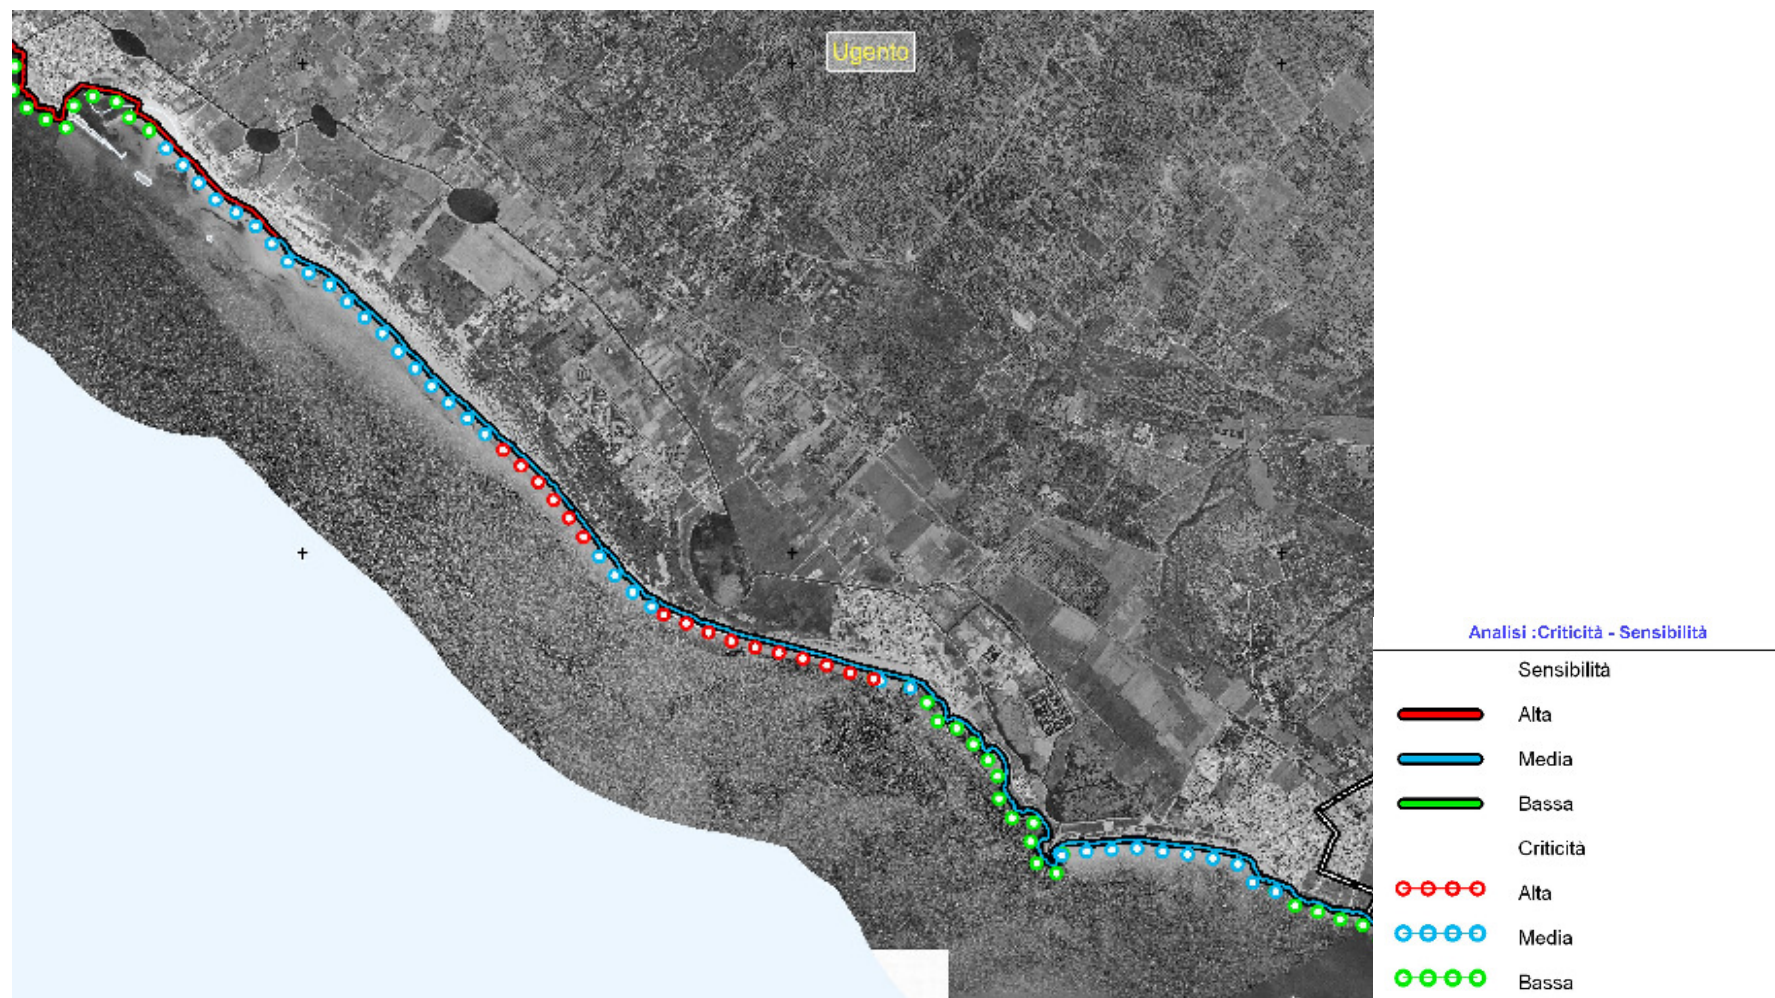 Ugento
Analisi :Criticità - Sensibilità
Sensibilità
Alta
Media
Bassa
Criticità
Alta
Media
Bassa